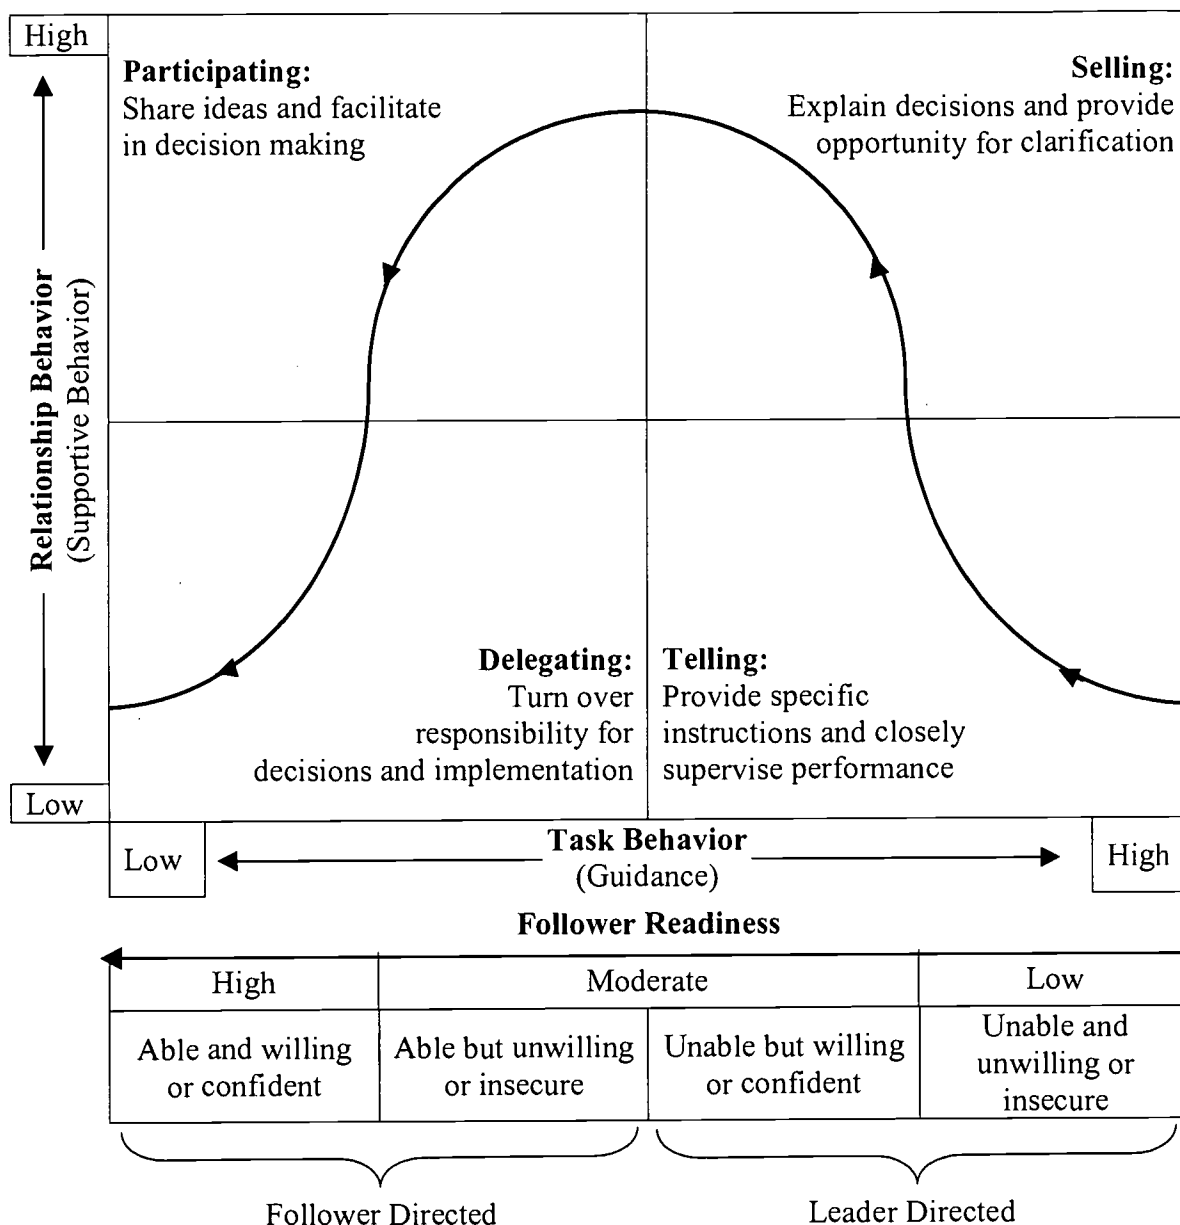 High
Participating:
Share ideas and facilitate
in decision making
Selling:
Explain decisions and provide
opportunity for clarification
Relationship Behavior
(Supportive Behavior)
Delegating:
Turn over
responsibility for
decisions and implementation
Telling:
Provide specific
instructions and closely
supervise performance
Low
Low
Task Behavior
(Guidance)
High
Follower Readiness
High
Moderate
Low
Able and willing
or confident
Able but unwilling
or insecure
Unable but willing
or confident
Unable and
unwilling or
insecure
Follower Directed
Leader Directed